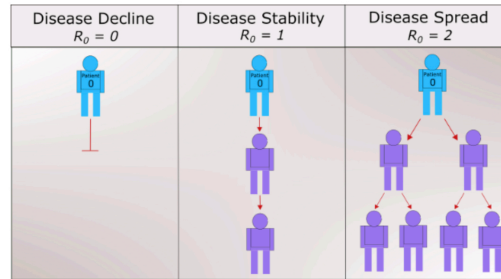 Disease Decline
R₀ = 0
Patient
0
Disease Stability
R₀ = 1
Patient
0
Disease Spread
R₀ = 2
Patient
0